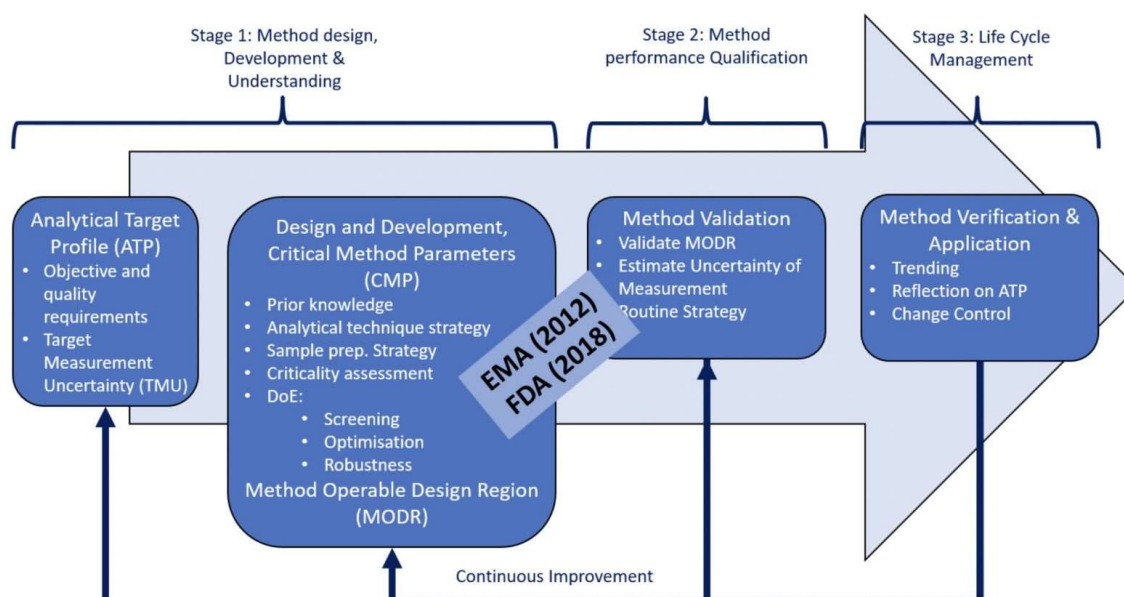 Stage 1: Method design,
Development &
Understanding
Stage 2: Method
performance Qualification
Stage 3: Life Cycle
Management
Analytical Target
Profile (ATP)
• Objective and
quality
requirements
• Target
Measurement
Uncertainty (TMU)
Design and Development,
Critical Method Parameters
(CMP)
• Prior knowledge
• Analytical technique strategy
• Sample prep. Strategy
• Criticality assessment
• DoE:
• Screening
• Optimisation
• Robustness
Method Operable Design Region
(MODR)
EMA (2012)
FDA (2018)
Method Validation
• Validate MODR
• Estimate Uncertainty of
Measurement
Routine Strategy
Method Verification &
Application
• Trending
• Reflection on ATP
• Change Control
Continuous Improvement